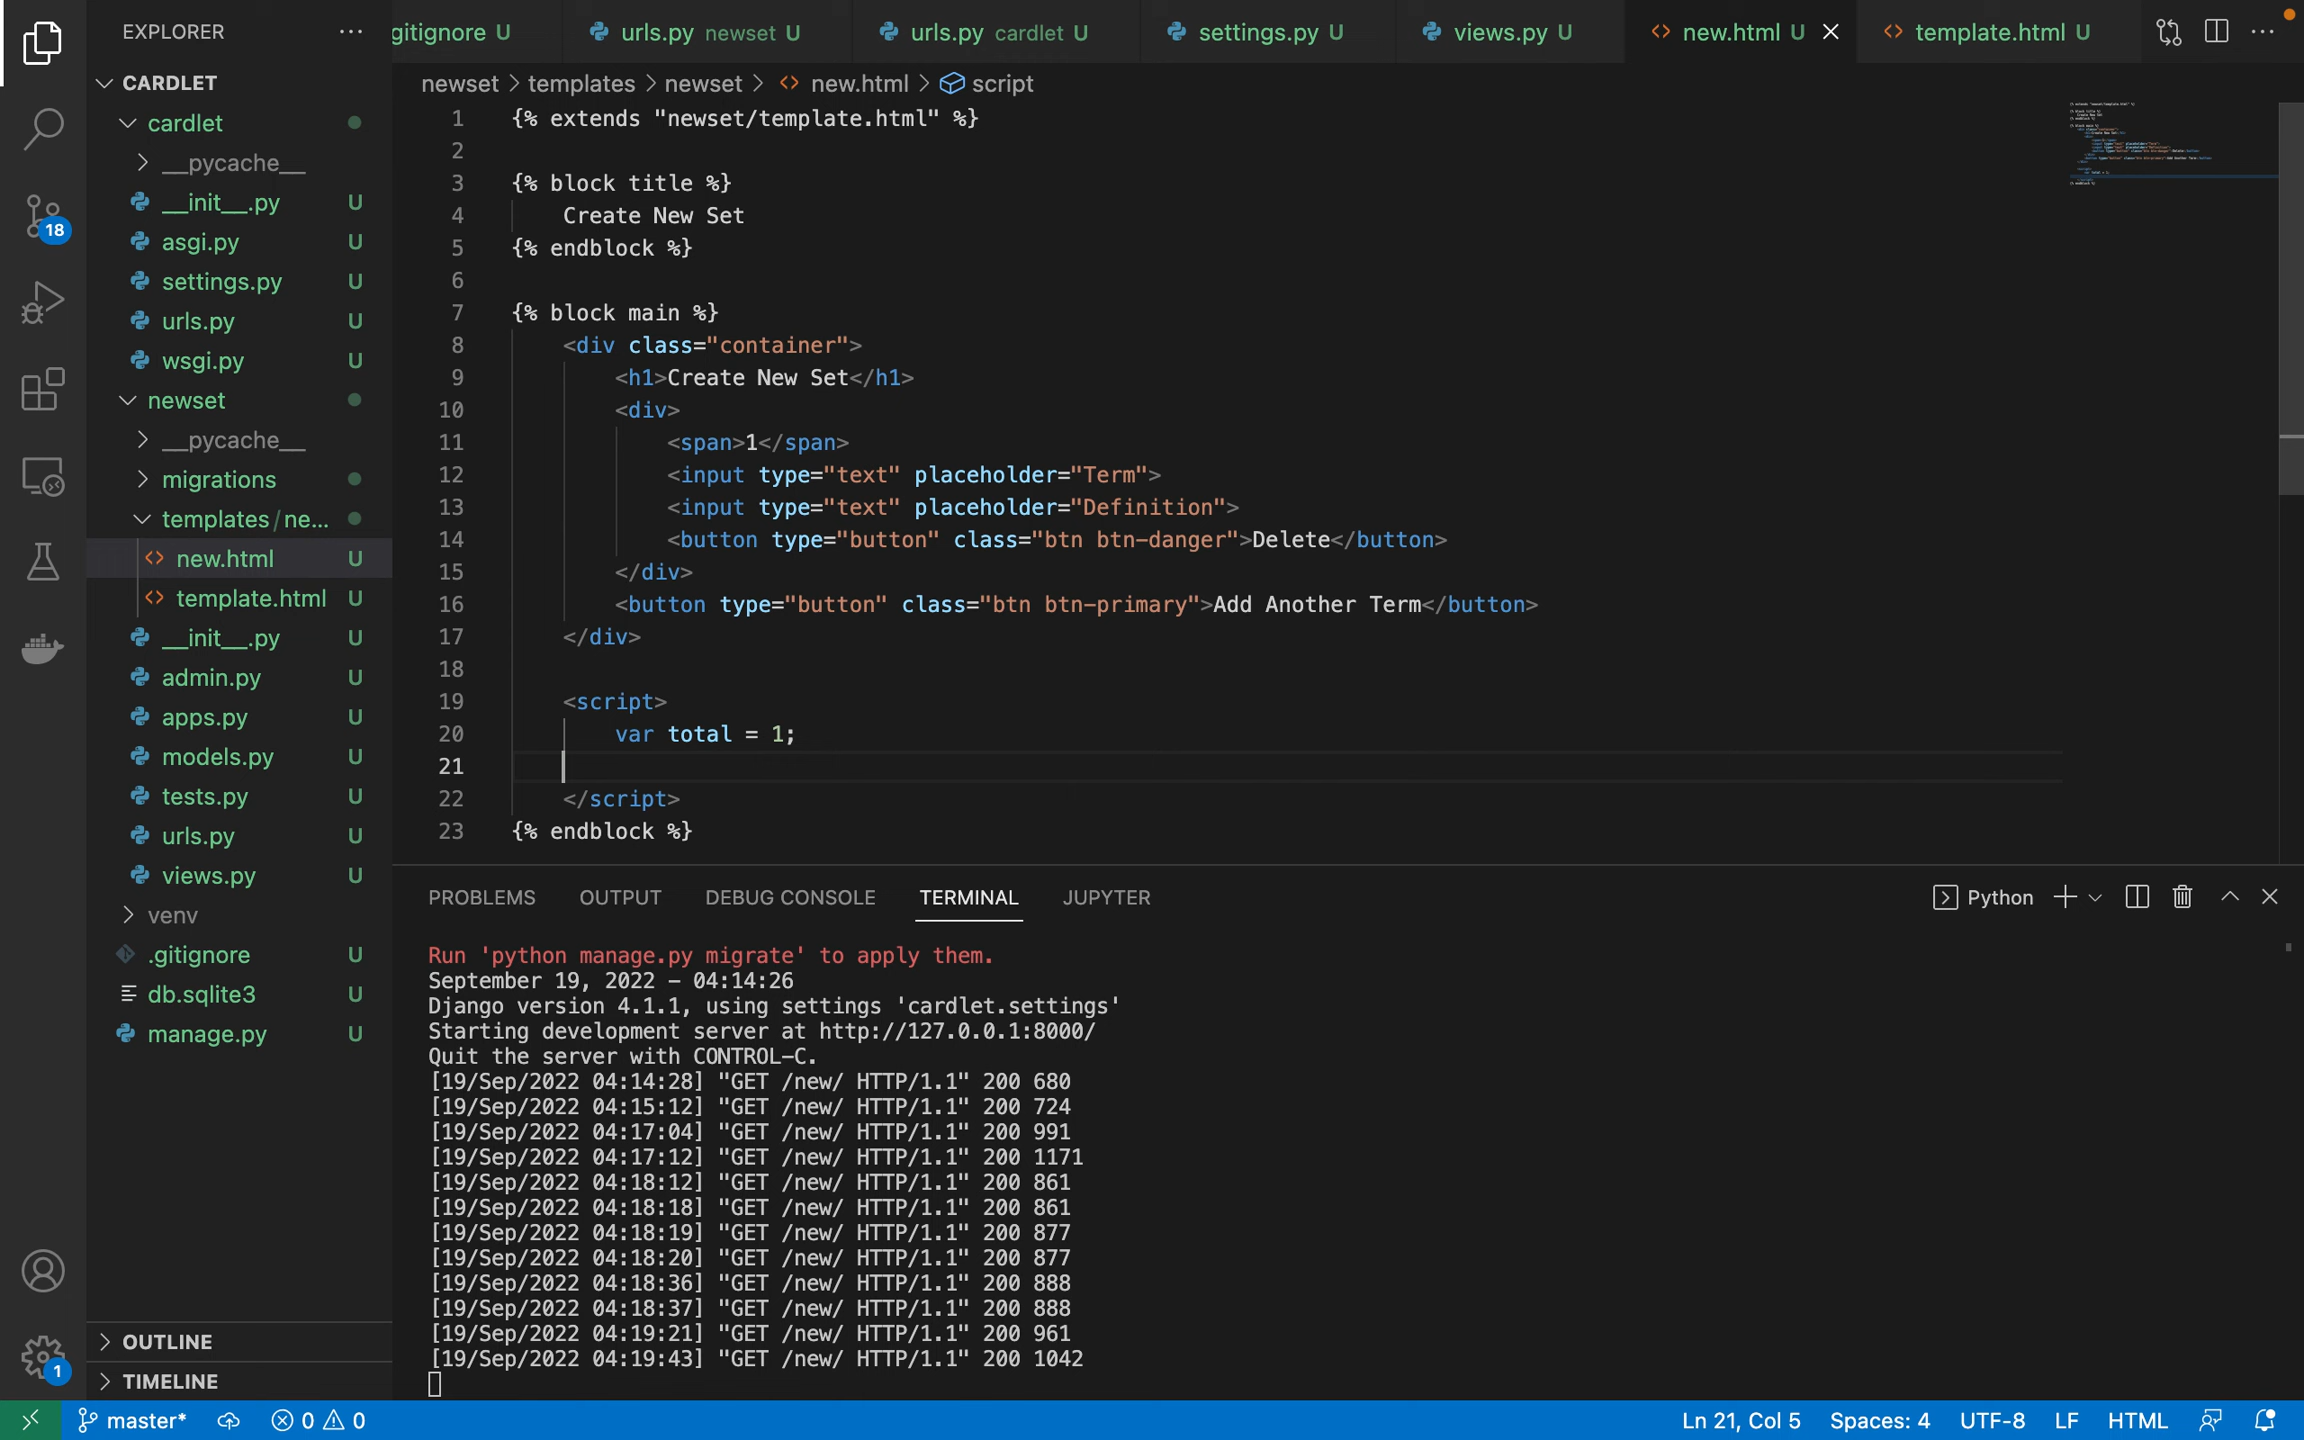 EXPLORER
gitignore U
urls.py newset U
urls.py cardlet U
settings.py U
views.py U
new.html U
template.html U
newset > templates > newset > new.html > script
CARDLET
cardlet
__pycache__
__init__.py U
asgi.py U
settings.py U
urls.py U
wsgi.py U
newset
__pycache__
migrations
templates/ne...
new.html U
template.html U
__init__.py U
admin.py U
apps.py U
models.py U
tests.py U
urls.py U
views.py U
venv
.gitignore U
db.sqlite3 U
manage.py U
OUTLINE
TIMELINE
18
1
1 {% extends "newset/template.html" %}
2
3 {% block title %}
4 Create New Set
5 {% endblock %}
6
7 {% block main %}
8 <div class="container">
9 <h1>Create New Set</h1>
10 <div>
11 <span>1</span>
12 <input type="text" placeholder="Term">
13 <input type="text" placeholder="Definition">
14 <button type="button" class="btn btn-danger">Delete</button>
15 </div>
16 <button type="button" class="btn btn-primary">Add Another Term</button>
17 </div>
18
19 <script>
20 var total = 1;
21
22 </script>
23 {% endblock %}
PROBLEMS OUTPUT DEBUG CONSOLE TERMINAL JUPYTER
Python
Run 'python manage.py migrate' to apply them.
September 19, 2022 - 04:14:26
Django version 4.1.1, using settings 'cardlet.settings'
Starting development server at http://127.0.0.1:8000/
Quit the server with CONTROL-C.
[19/Sep/2022 04:14:28] "GET /new/ HTTP/1.1" 200 680
[19/Sep/2022 04:15:12] "GET /new/ HTTP/1.1" 200 724
[19/Sep/2022 04:17:04] "GET /new/ HTTP/1.1" 200 991
[19/Sep/2022 04:17:12] "GET /new/ HTTP/1.1" 200 1171
[19/Sep/2022 04:18:12] "GET /new/ HTTP/1.1" 200 861
[19/Sep/2022 04:18:18] "GET /new/ HTTP/1.1" 200 861
[19/Sep/2022 04:18:19] "GET /new/ HTTP/1.1" 200 877
[19/Sep/2022 04:18:20] "GET /new/ HTTP/1.1" 200 877
[19/Sep/2022 04:18:36] "GET /new/ HTTP/1.1" 200 888
[19/Sep/2022 04:18:37] "GET /new/ HTTP/1.1" 200 888
[19/Sep/2022 04:19:21] "GET /new/ HTTP/1.1" 200 961
[19/Sep/2022 04:19:43] "GET /new/ HTTP/1.1" 200 1042
master* 0 0
Ln 21, Col 5 Spaces: 4 UTF-8 LF HTML